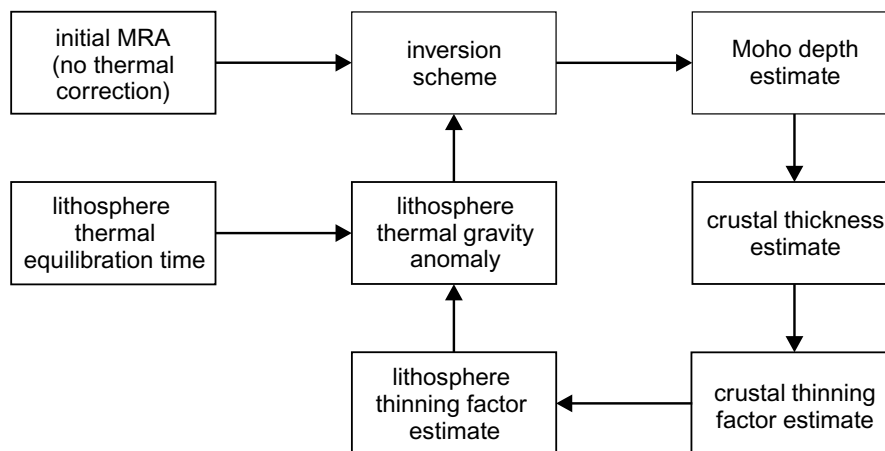 initial MRA
(no thermal
correction)
inversion
scheme
Moho depth
estimate
lithosphere
thermal
equilibration time
lithosphere
thermal gravity
anomaly
crustal thickness
estimate
lithosphere
thinning factor
estimate
crustal thinning
factor estimate